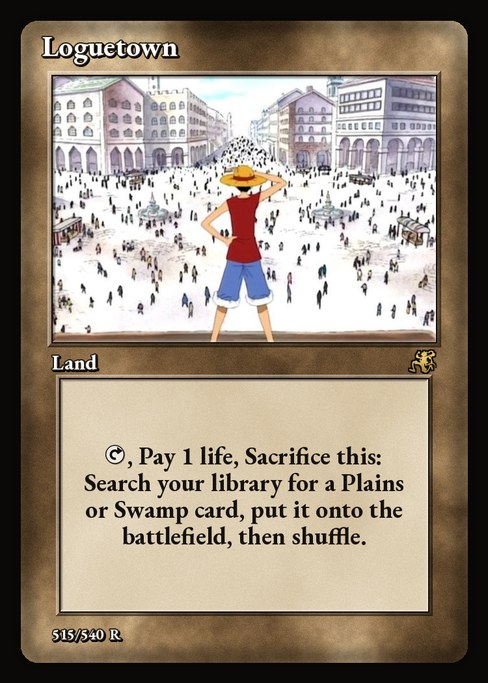 Loguetown
Land
, Pay 1 life, Sacrifice this:
Search your library for a Plains
or Swamp card, put it onto the
battlefield, then shuffle.
515/540 R